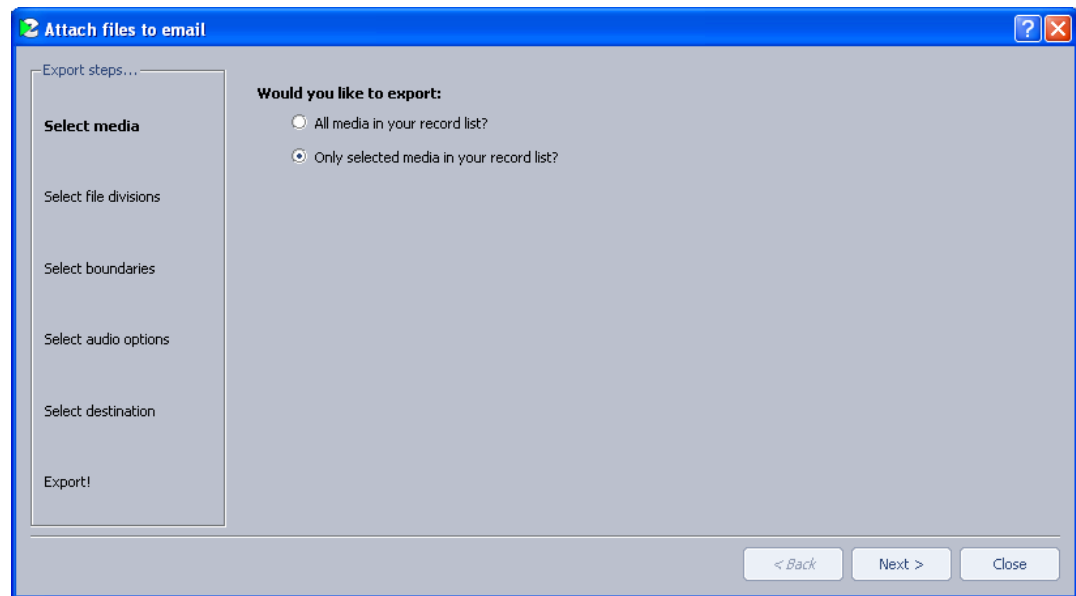 Attach files to email
Export steps...
Select media
Select file divisions
Select boundaries
Select audio options
Select destination
Export!
Would you like to export:
All media in your record list?
Only selected media in your record list?
< Back
Next >
Close